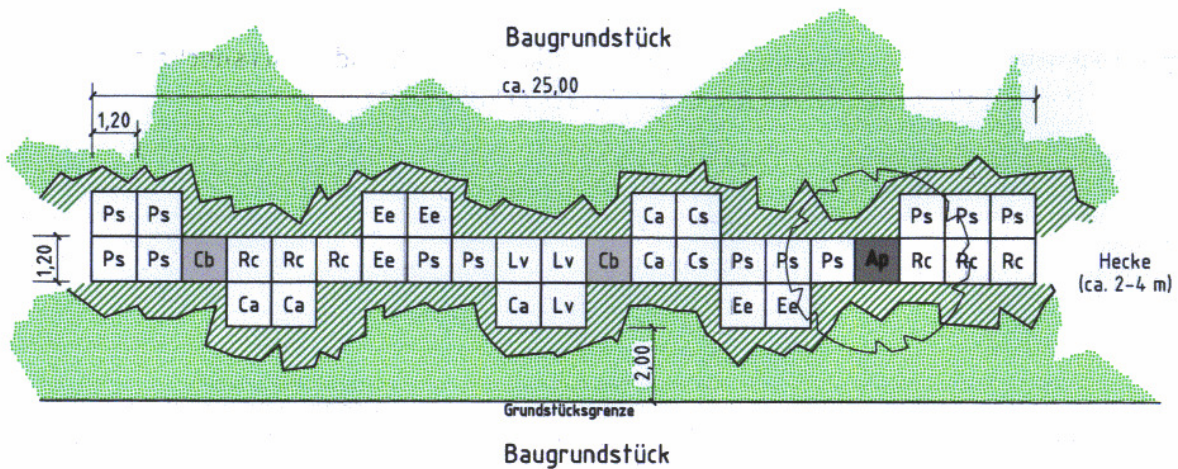 Baugrundstück
ca. 25,00
1,20
Ps Ps Ee Ee Ca Cs Ps Ps Ps
1,20
Ps Ps Cb Rc Rc Rc Ee Ps Ps Lv Lv Cb Ca Cs Ps Ps Ps Ap Rc Rc Rc
Hecke
(ca. 2-4 m)
Ca Ca Ca Lv Ee Ee
2,00
Grundstücksgrenze
Baugrundstück